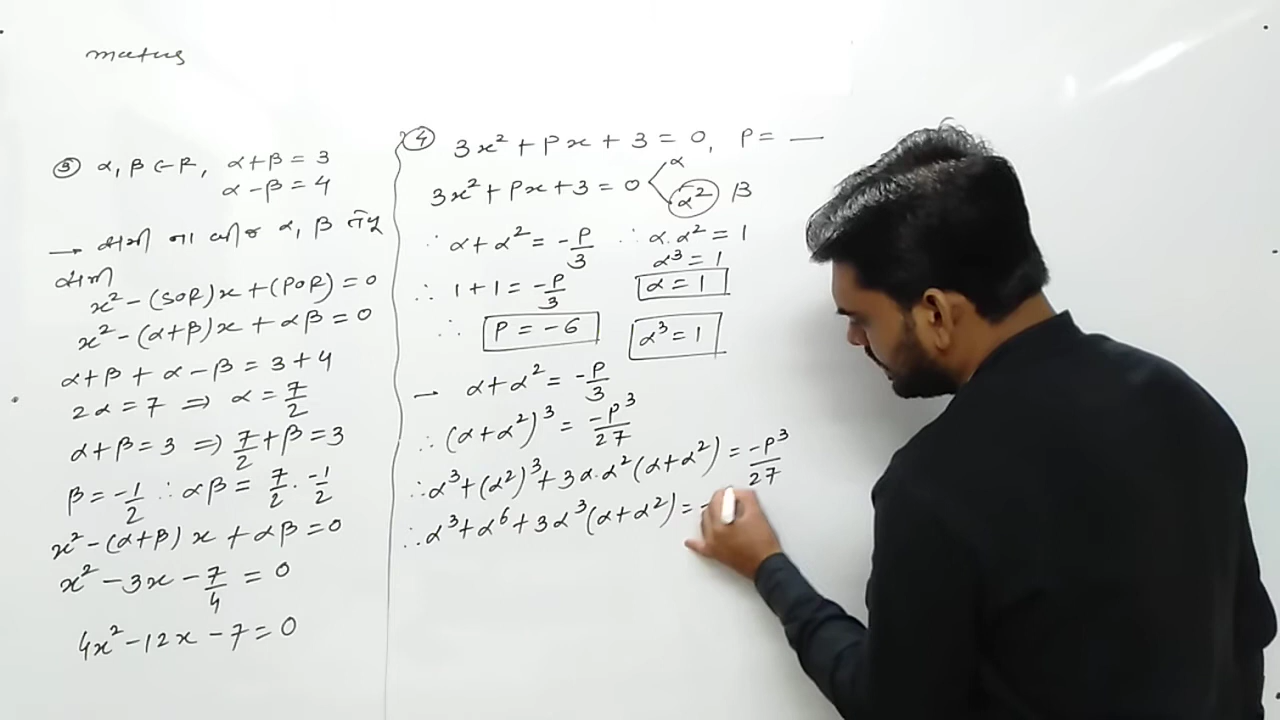 ③ α, β ∈ R, α+β = 3
α-β = 4
α, β
x² - (SOR)x + (POR) = 0
x² - (α+β)x + αβ = 0
α+β + α-β = 3+4
2α = 7 ⇒ α = 7/2
α+β = 3 ⇒ 7/2 + β = 3
β = -1/2 ∴ αβ = 7/2 . -1/2
x² - (α+β) x + αβ = 0
x² - 3x - 7/4 = 0
4x² - 12x - 7 = 0
④ 3x² + Px + 3 = 0, P = __
3x² + Px + 3 = 0 < α α² β
∴ α + α² = -P/3 ∴ α.α² = 1
α³ = 1
∴ 1 + 1 = -P/3 α = 1
∴ P = -6 α³ = 1
→ α + α² = -P/3
∴ (α + α²)³ = -P³/27
∴ α³ + (α²)³ + 3α.α²(α + α²) = -P³/27
∴ α³ + α⁶ + 3α³(α + α²) = -